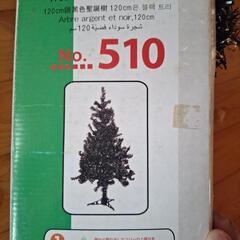 120cm銀黑色聖誕樹 120cm은 블랙 트리
Arbre argent et noir, 120cm
شجرة سوداء فضية 120سم
No. 510